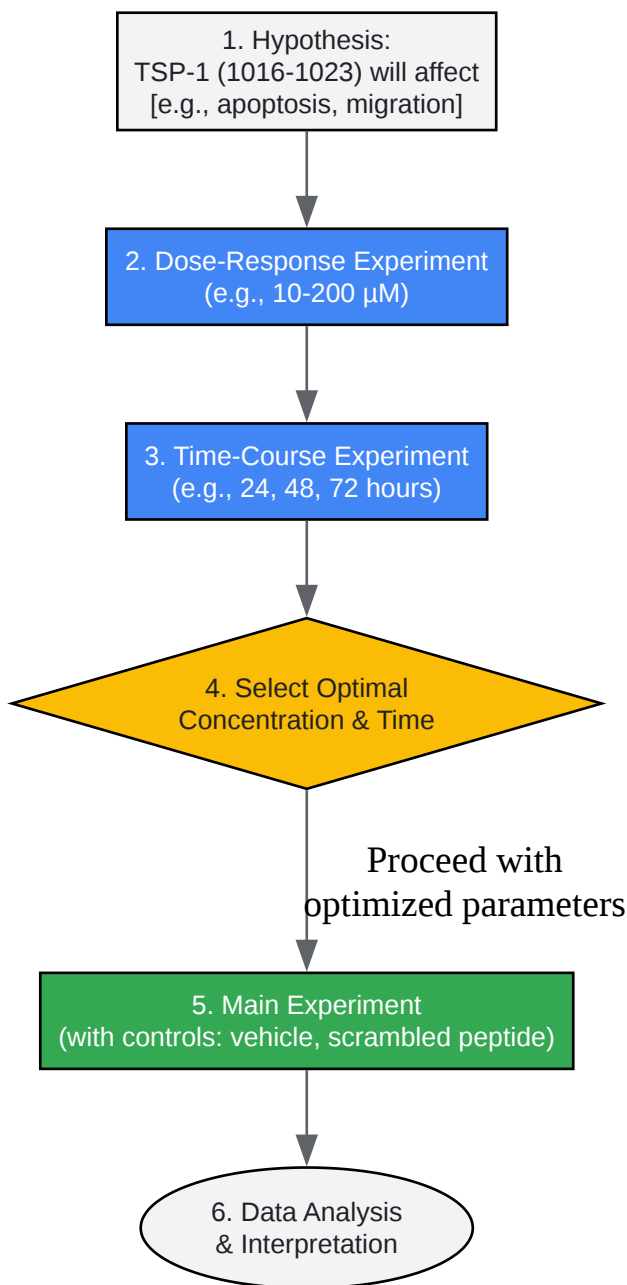 1. Hypothesis:
TSP-1 (1016-1023) will affect
[e.g., apoptosis, migration]
2. Dose-Response Experiment
(e.g., 10-200 µM)
3. Time-Course Experiment
(e.g., 24, 48, 72 hours)
4. Select Optimal
Concentration & Time
Proceed with
optimized parameters
5. Main Experiment
(with controls: vehicle, scrambled peptide)
6. Data Analysis
& Interpretation